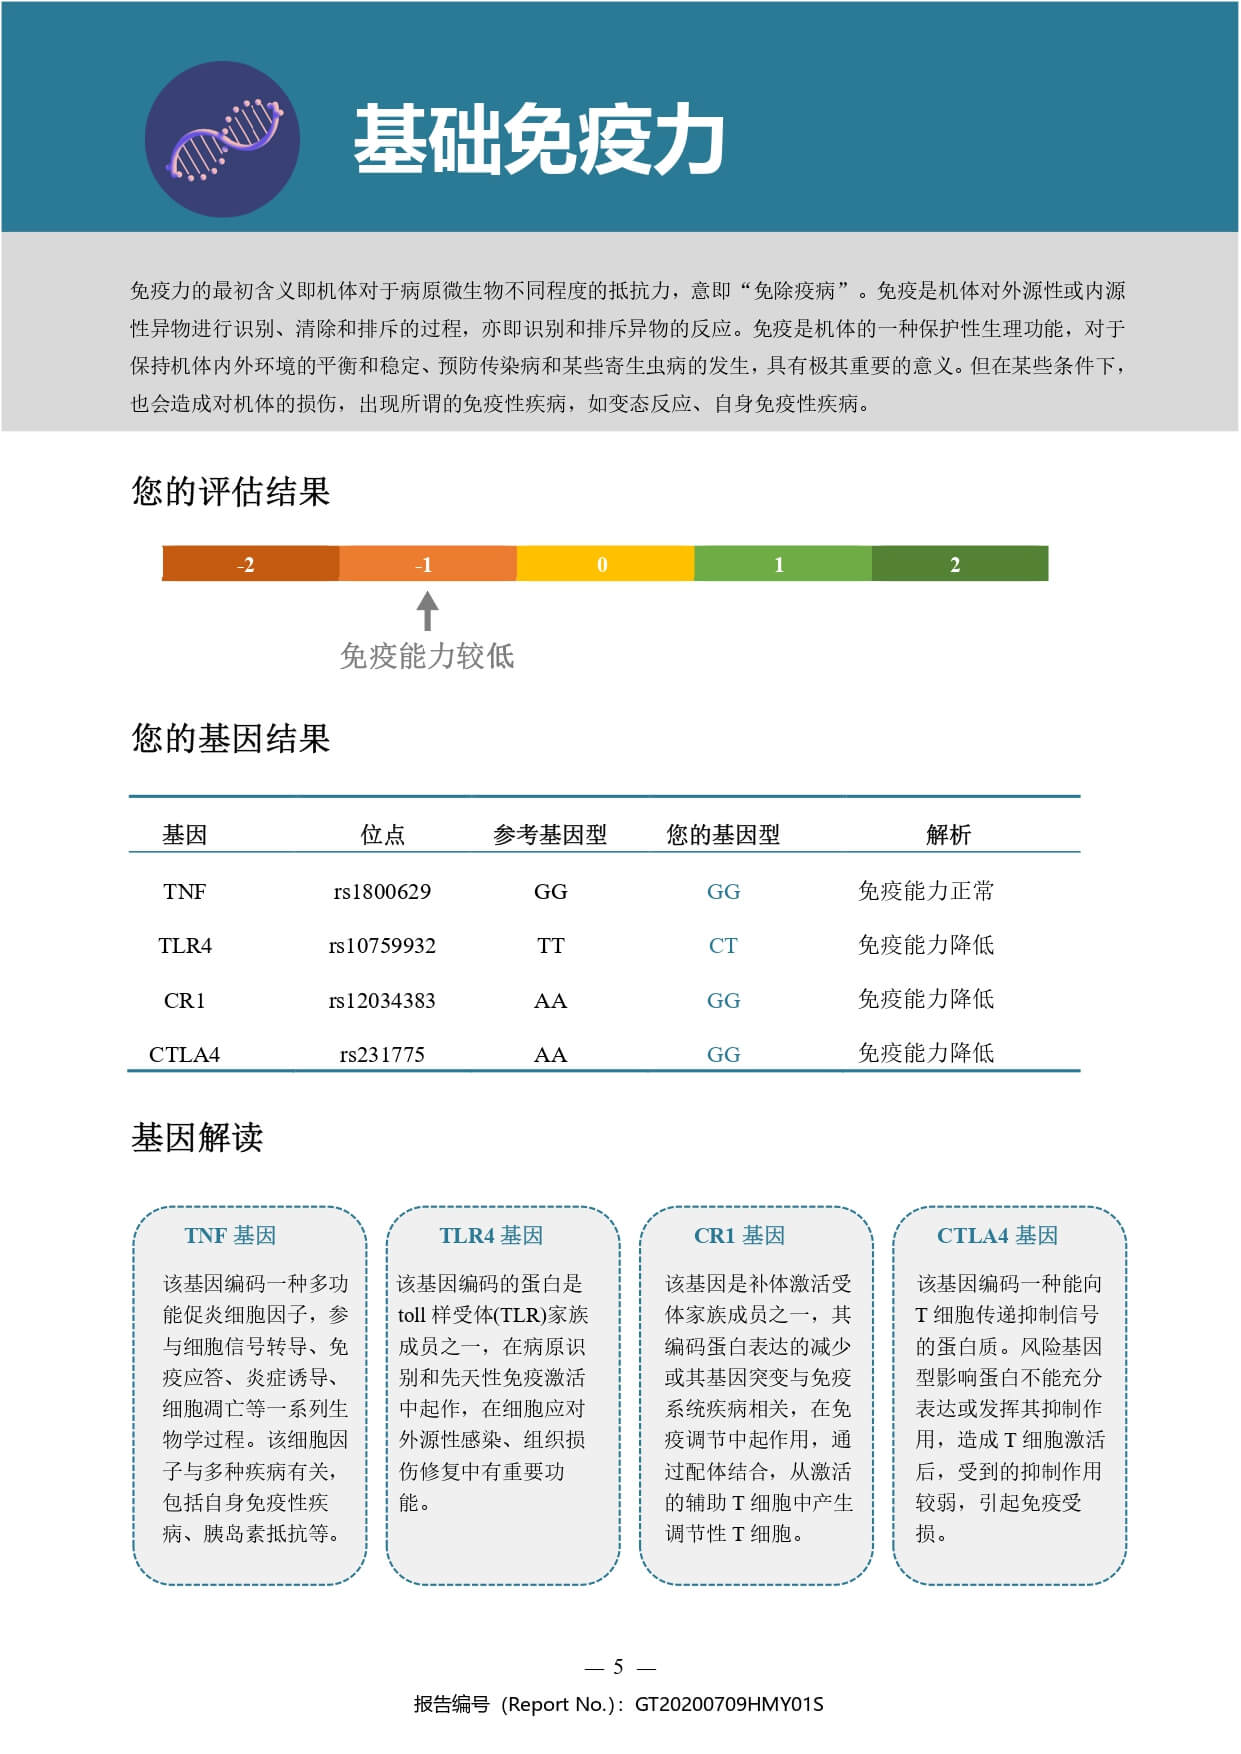 基础免疫力
免疫力的最初含义即机体对于病原微生物不同程度的抵抗力，意即“免除疫病”。免疫是机体对外源性或内源
性异物进行识别、清除和排斥的过程，亦即识别和排斥异物的反应。免疫是机体的一种保护性生理功能，对于
保持机体内外环境的平衡和稳定、预防传染病和某些寄生虫病的发生，具有极其重要的意义。但在某些条件下，
也会造成对机体的损伤，出现所谓的免疫性疾病，如变态反应、自身免疫性疾病。
您的评估结果
-2 -1 0 1 2
免疫能力较低
您的基因结果
基因 位点 参考基因型 您的基因型 解析
TNF rs1800629 GG GG 免疫能力正常
TLR4 rs10759932 TT CT 免疫能力降低
CR1 rs12034383 AA GG 免疫能力降低
CTLA4 rs231775 AA GG 免疫能力降低
基因解读
TNF 基因
该基因编码一种多功
能促炎细胞因子，参
与细胞信号转导、免
疫应答、炎症诱导、
细胞凋亡等一系列生
物学过程。该细胞因
子与多种疾病有关，
包括自身免疫性疾
病、胰岛素抵抗等。
TLR4 基因
该基因编码的蛋白是
toll 样受体(TLR)家族
成员之一，在病原识
别和先天性免疫激活
中起作，在细胞应对
外源性感染、组织损
伤修复中有重要功
能。
CR1 基因
该基因是补体激活受
体家族成员之一，其
编码蛋白表达的减少
或其基因突变与免疫
系统疾病相关，在免
疫调节中起作用，通
过配体结合，从激活
的辅助 T 细胞中产生
调节性 T 细胞。
CTLA4 基因
该基因编码一种能向
T 细胞传递抑制信号
的蛋白质。风险基因
型影响蛋白不能充分
表达或发挥其抑制作
用，造成 T 细胞激活
后，受到的抑制作用
较弱，引起免疫受
损。
— 5 —
报告编号（Report No.）：GT20200709HMY01S